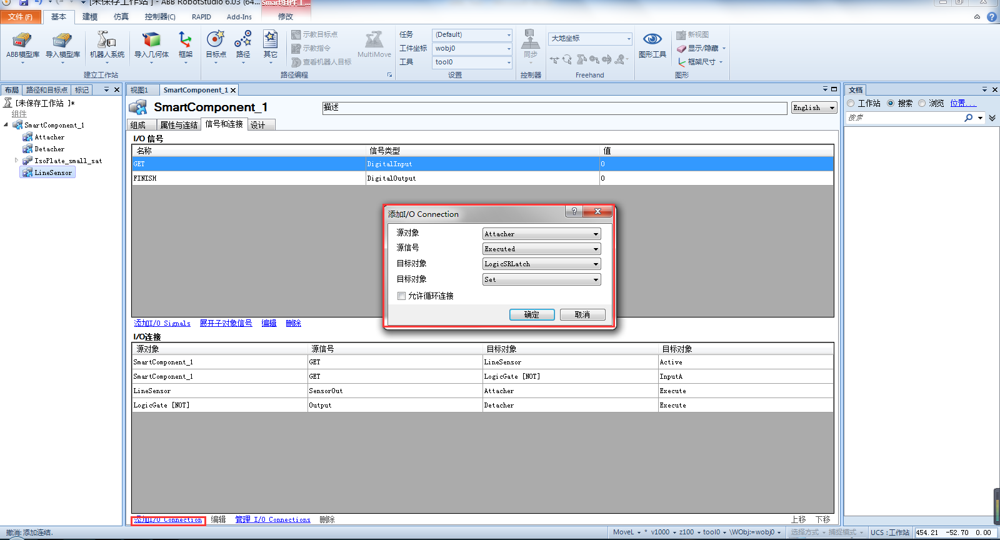 [未保存工作站 ] - ABB RobotStudio 6.03 (64...
Smart组件工...
文件(F) 基本 建模 仿真 控制器(C) RAPID Add-Ins 修改
ABB模型库 导入模型库 机器人系统 导入几何体 框架
建立工作站
目标点 路径 其它
示教目标点
示教指令
查看机器人目标
MultiMove
路径编程
任务 (Default)
工件坐标 wobj0
工具 tool0
设置
同步
控制器
大地坐标
Freehand
图形工具
新视图
显示/隐藏
框架尺寸
图形
布局 路径和目标点 标记
[未保存工作站 ]*
组件
SmartComponent_1
Attacher
Detacher
IsoPlate_small_sat
LineSensor
视图1 SmartComponent_1
SmartComponent_1
描述
English
组成 属性与连结 信号和连接 设计
I/O 信号
名称 信号类型 值
GET DigitalInput 0
FINISH DigitalOutput 0
添加I/O Signals 展开子对象信号 编辑 删除
添加I/O Connection
源对象 Attacher
源信号 Executed
目标对象 LogicSRLatch
目标对象 Set
允许循环连接
确定 取消
I/O连接
源对象 源信号 目标对象 目标对象
SmartComponent_1 GET LineSensor Active
SmartComponent_1 GET LogicGate [NOT] InputA
LineSensor SensorOut Attacher Execute
LogicGate [NOT] Output Detacher Execute
添加I/O Connection 编辑 管理 I/O Connections 删除 上移 下移
文档
工作站 搜索 浏览 位置...
搜索
撤消:添加连结.
MoveL * v1000 z100 tool0 \WObj:=wobj0 选择方式 捕捉模式 UCS :工作站 454.21 -52.70 0.00